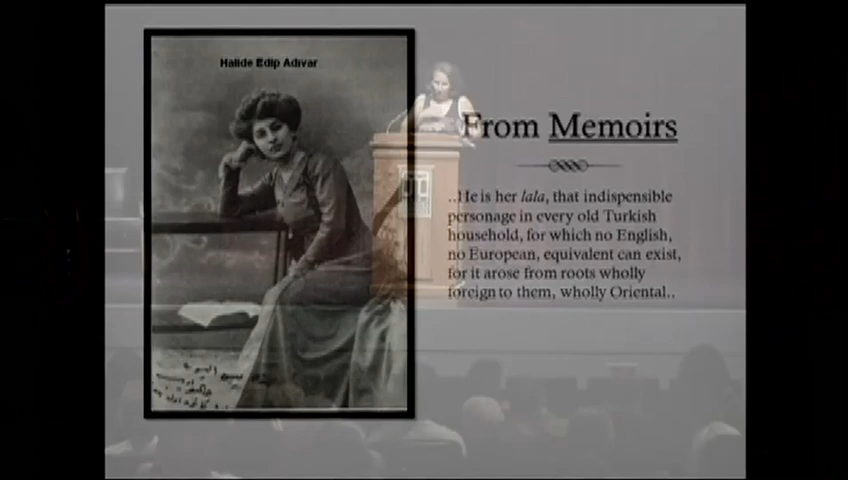 Halide Edip Adıvar
From Memoirs
..He is her lala, that indispensible
personage in every old Turkish
household, for which no English,
no European, equivalent can exist,
for it arose from roots wholly
foreign to them, wholly Oriental..